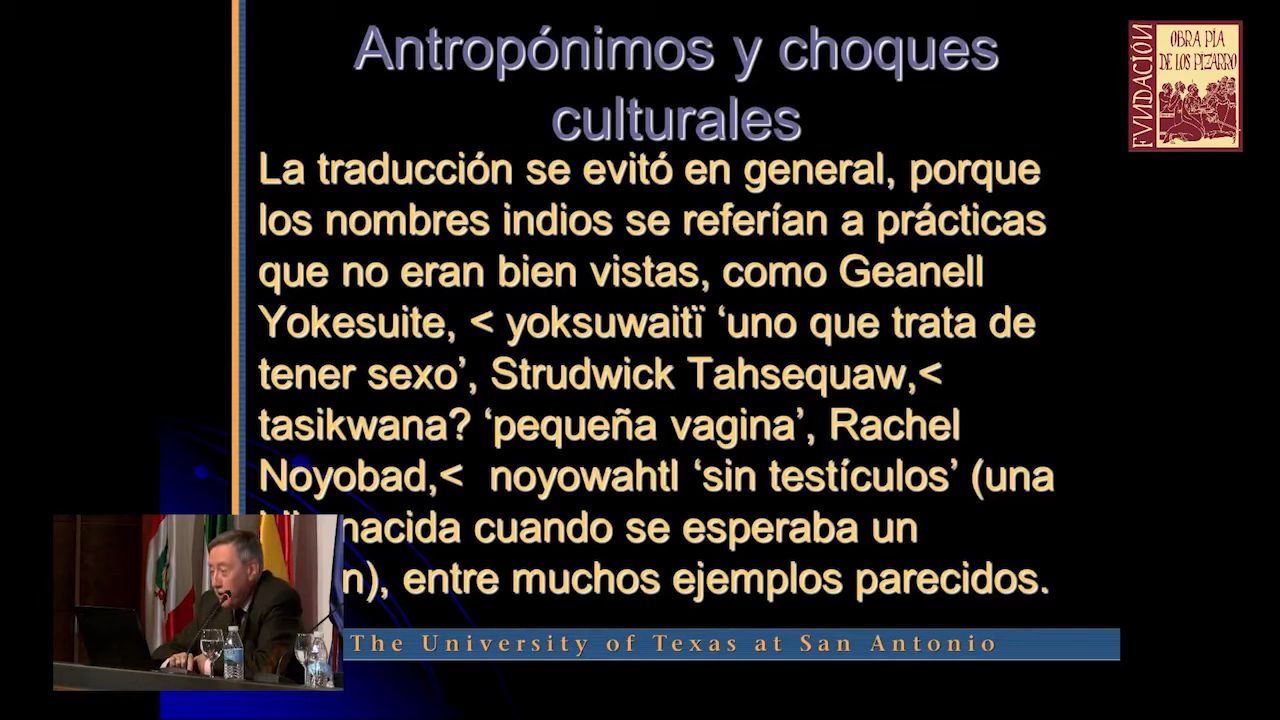 Antropónimos y choques
culturales
FVNDACIÓN
OBRA PIA
DE LOS PIZARRO
La traducción se evitó en general, porque
los nombres indios se referían a prácticas
que no eran bien vistas, como Geanell
Yokesuite, < yoksuwaitï ‘uno que trata de
tener sexo’, Strudwick Tahsequaw,<
tasikwana? ‘pequeña vagina’, Rachel
Noyobad,< noyowahtl ‘sin testículos’ (una
nacida cuando se esperaba un
n), entre muchos ejemplos parecidos.
The University of Texas at San Antonio